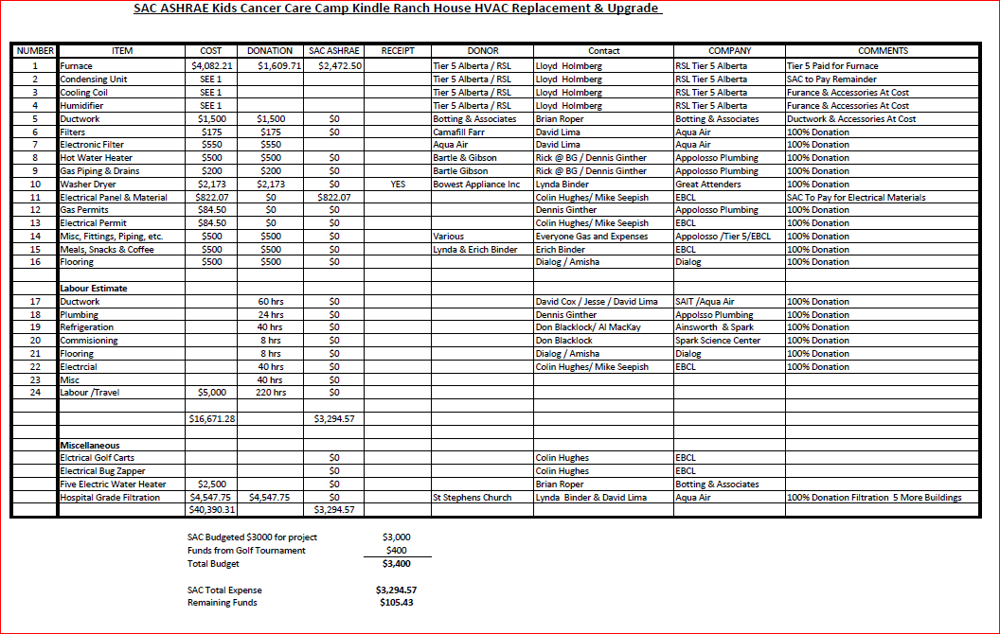 SAC ASHRAE Kids Cancer Care Camp Kindle Ranch House HVAC Replacement & Upgrade
NUMBER ITEM COST DONATION SAC ASHRAE RECEIPT DONOR Contact COMPANY COMMENTS
1 Furnace $4,082.21 $1,609.71 $2,472.50 Tier 5 Alberta / RSL Lloyd Holmberg RSL Tier 5 Alberta Tier 5 Paid for Furnace
2 Condensing Unit SEE 1 Tier 5 Alberta / RSL Lloyd Holmberg RSL Tier 5 Alberta SAC to Pay Remainder
3 Cooling Coil SEE 1 Tier 5 Alberta / RSL Lloyd Holmberg RSL Tier 5 Alberta Furance & Accessories At Cost
4 Humidifier SEE 1 Tier 5 Alberta / RSL Lloyd Holmberg RSL Tier 5 Alberta Furance & Accessories At Cost
5 Ductwork $1,500 $1,500 $0 Botting & Associates Brian Roper Botting & Associates Ductwork & Accessories At Cost
6 Filters $175 $175 $0 Camafill Farr David Lima Aqua Air 100% Donation
7 Electronic Filter $550 $550 Aqua Air David Lima Aqua Air 100% Donation
8 Hot Water Heater $500 $500 $0 Bartle & Gibson Rick @ BG / Dennis Ginther Appolosso Plumbing 100% Donation
9 Gas Piping & Drains $200 $200 $0 Bartle Gibson Rick @ BG / Dennis Ginther Appolosso Plumbing 100% Donation
10 Washer Dryer $2,173 $2,173 $0 YES Bowest Appliance Inc Lynda Binder Great Attenders 100% Donation
11 Electrical Panel & Material $822.07 $0 $822.07 Colin Hughes/ Mike Seepish EBCL SAC To Pay for Electrical Materials
12 Gas Permits $84.50 $0 $0 Dennis Ginther Appolosso Plumbing 100% Donation
13 Electrical Permit $84.50 $0 $0 Colin Hughes/ Mike Seepish EBCL 100% Donation
14 Misc, Fittings, Piping, etc. $500 $500 $0 Various Everyone Gas and Expenses Appolosso /Tier 5/EBCL 100% Donation
15 Meals, Snacks & Coffee $500 $500 $0 Lynda & Erich Binder Erich Binder EBCL 100% Donation
16 Flooring $500 $500 $0 Dialog / Amisha Dialog 100% Donation
Labour Estimate
17 Ductwork 60 hrs $0 David Cox / Jesse / David Lima SAIT /Aqua Air 100% Donation
18 Plumbing 24 hrs $0 Dennis Ginther Appolsso Plumbing 100% Donation
19 Refrigeration 40 hrs $0 Don Blacklock/ Al MacKay Ainsworth & Spark 100% Donation
20 Commisioning 8 hrs $0 Don Blacklock Spark Science Center 100% Donation
21 Flooring 8 hrs $0 Dialog / Amisha Dialog 100% Donation
22 Electrcial 40 hrs $0 Colin Hughes/ Mike Seepish EBCL 100% Donation
23 Misc 40 hrs $0
24 Labour /Travel $5,000 220 hrs $0
$16,671.28 $3,294.57
Miscellaneous
Elctrical Golf Carts $0 Colin Hughes EBCL
Electrical Bug Zapper $0 Colin Hughes EBCL
Five Electric Water Heater $2,500 $0 Brian Roper Botting & Associates
Hospital Grade Filtration $4,547.75 $4,547.75 $0 St Stephens Church Lynda Binder & David Lima Aqua Air 100% Donation Filtration 5 More Buildings
$40,390.31 $3,294.57
SAC Budgeted $3000 for project $3,000
Funds from Golf Tournament $400
Total Budget $3,400
SAC Total Expense $3,294.57
Remaining Funds $105.43